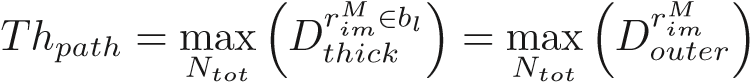 $Th_{path} = \max_{N_{tot}} \left( D_{thick}^{r_{im}^{M} \in b_l} \right) = \max_{N_{tot}} \left( D_{outer}^{r_{im}^{M}} \right)$